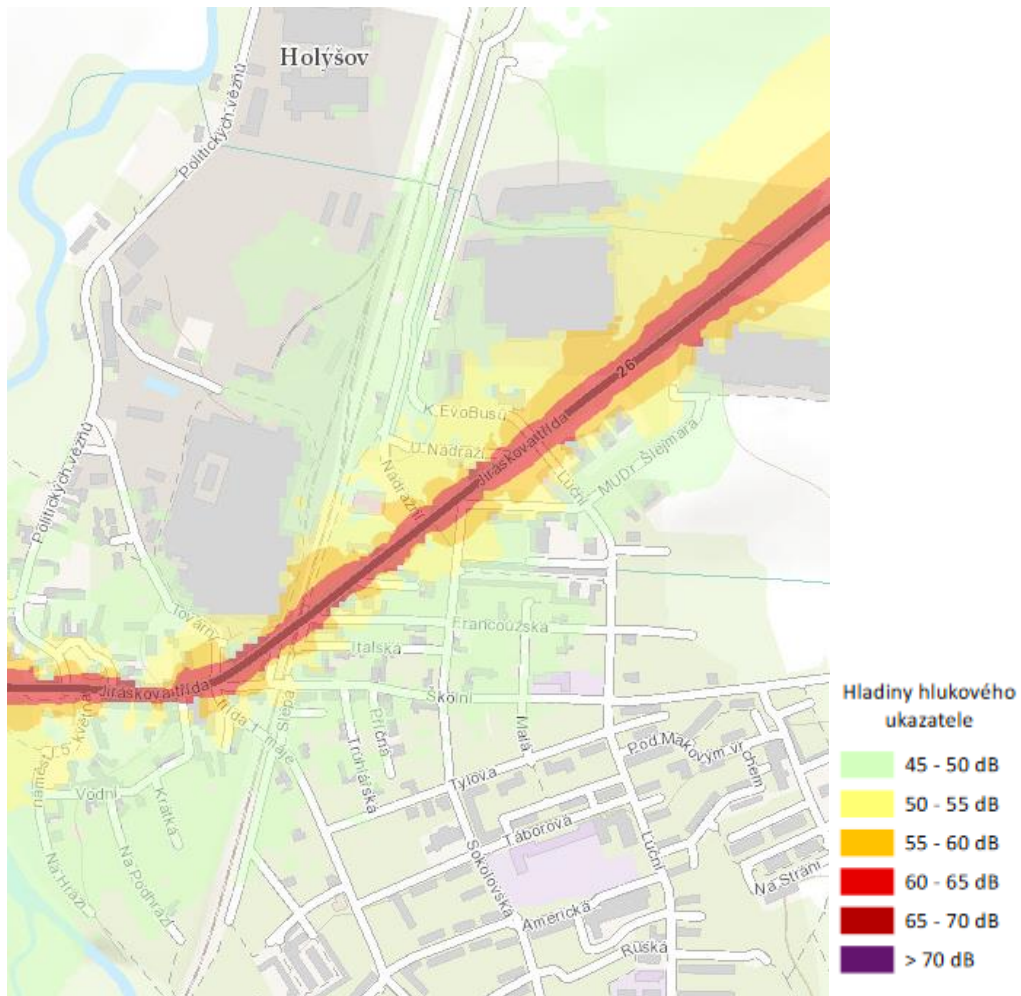 Holýšov
Politických vězňů
Politických vězňů
K EvoBusu
U Nádraží
Nádražní
Jiráskova třída
26
Luční
MUDr. Šlejmara
Tovární
Francouzská
Italská
Jiráskova třída
Školní
Slepá
třída 1. máje
Příčná
Trohatská
Malá
5. května
náměstí
Vodní
Krátká
Na Podhrází
Na Hrázi
Tylova
Pod Makovým vrchem
Táborová
Luční
Sokolovská
Na Stráni
Americká
Ruská
Hladiny hlukového
ukazatele
45 - 50 dB
50 - 55 dB
55 - 60 dB
60 - 65 dB
65 - 70 dB
> 70 dB